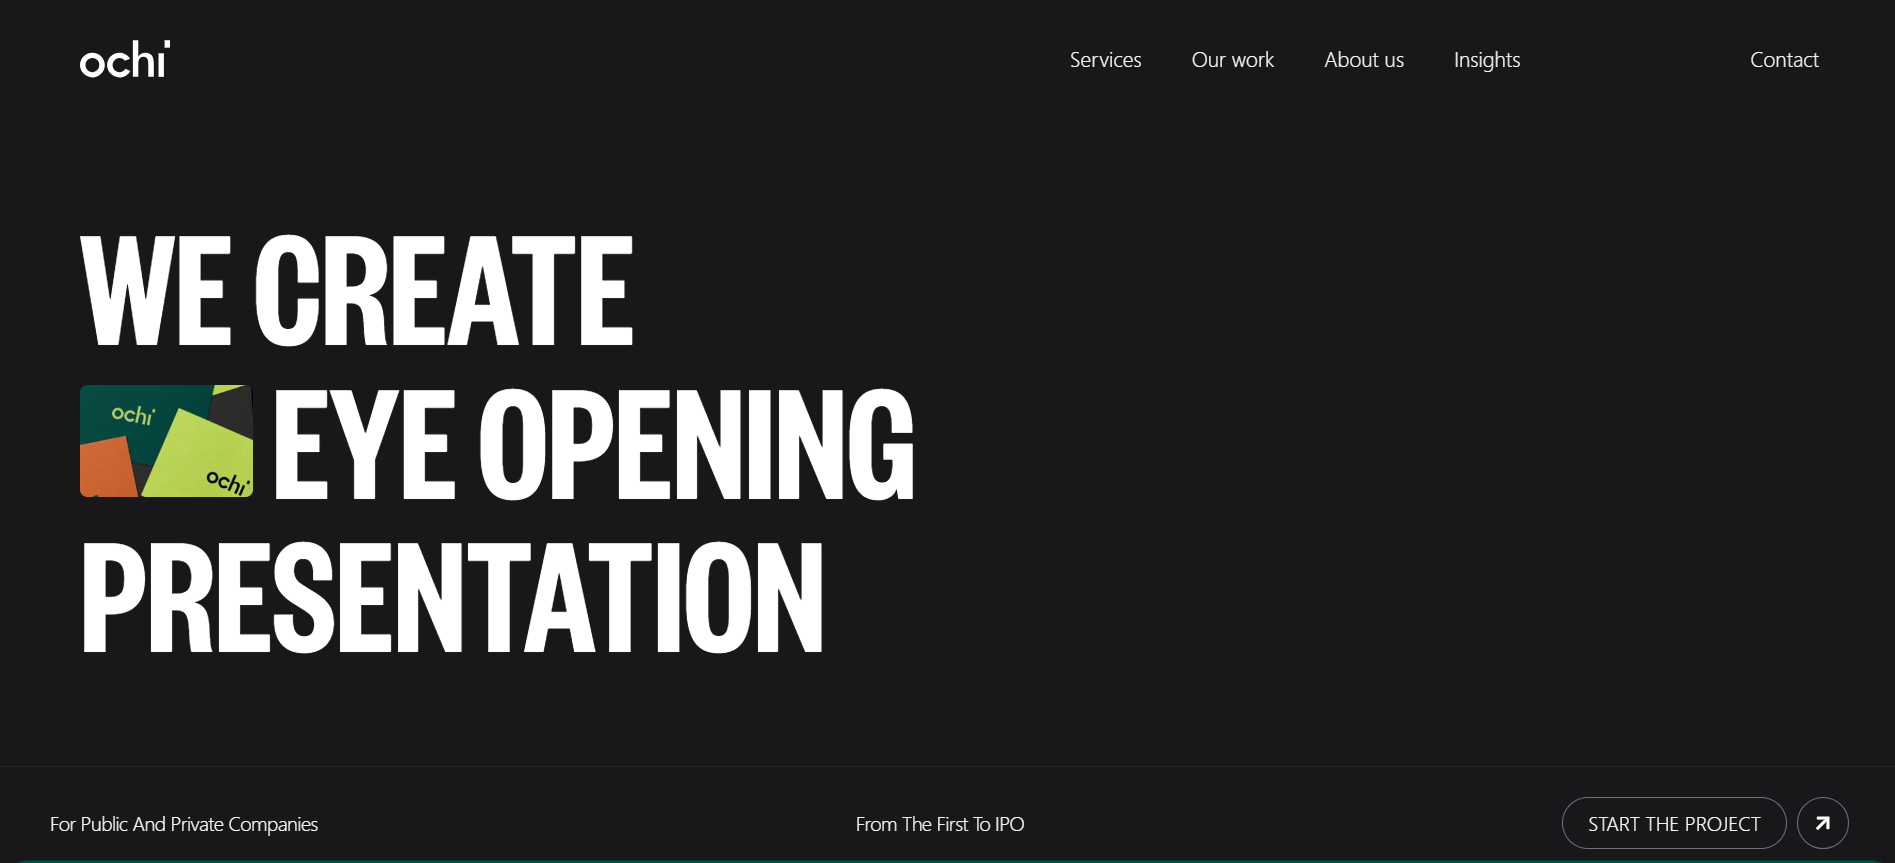 ochi
Services Our work About us Insights Contact
WE CREATE
ochi
ochi
EYE OPENING
PRESENTATION
For Public And Private Companies From The First To IPO START THE PROJECT